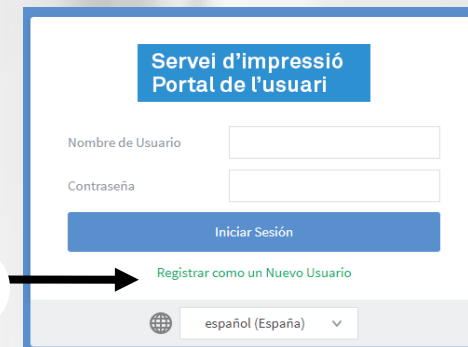 Servei d'impressió
Portal de l'usuari
Nombre de Usuario
Contraseña
Iniciar Sesión
Registrar como un Nuevo Usuario
español (España)